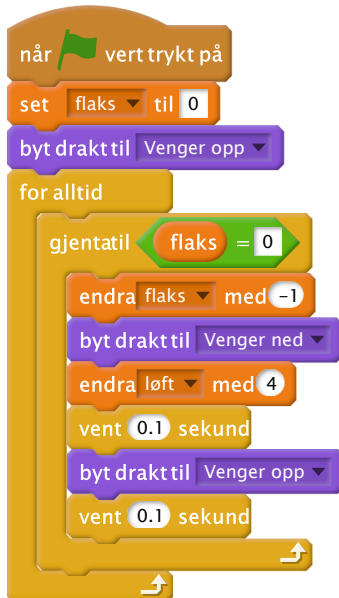 når vert trykt på
set flaks til 0
byt drakt til Venger opp
for alltid
gjenta til flaks = 0
endra flaks med -1
byt drakt til Venger ned
endra løft med 4
vent 0.1 sekund
byt drakt til Venger opp
vent 0.1 sekund